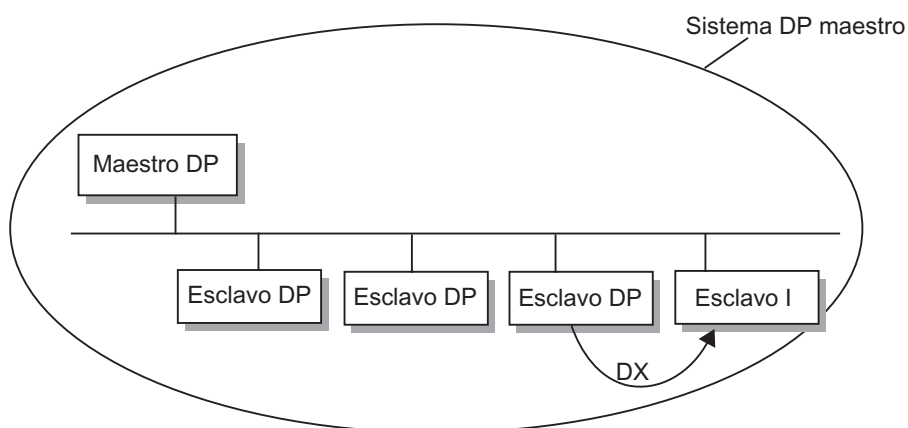 Sistema DP maestro
Maestro DP
Esclavo DP
Esclavo DP
Esclavo DP
Esclavo I
DX